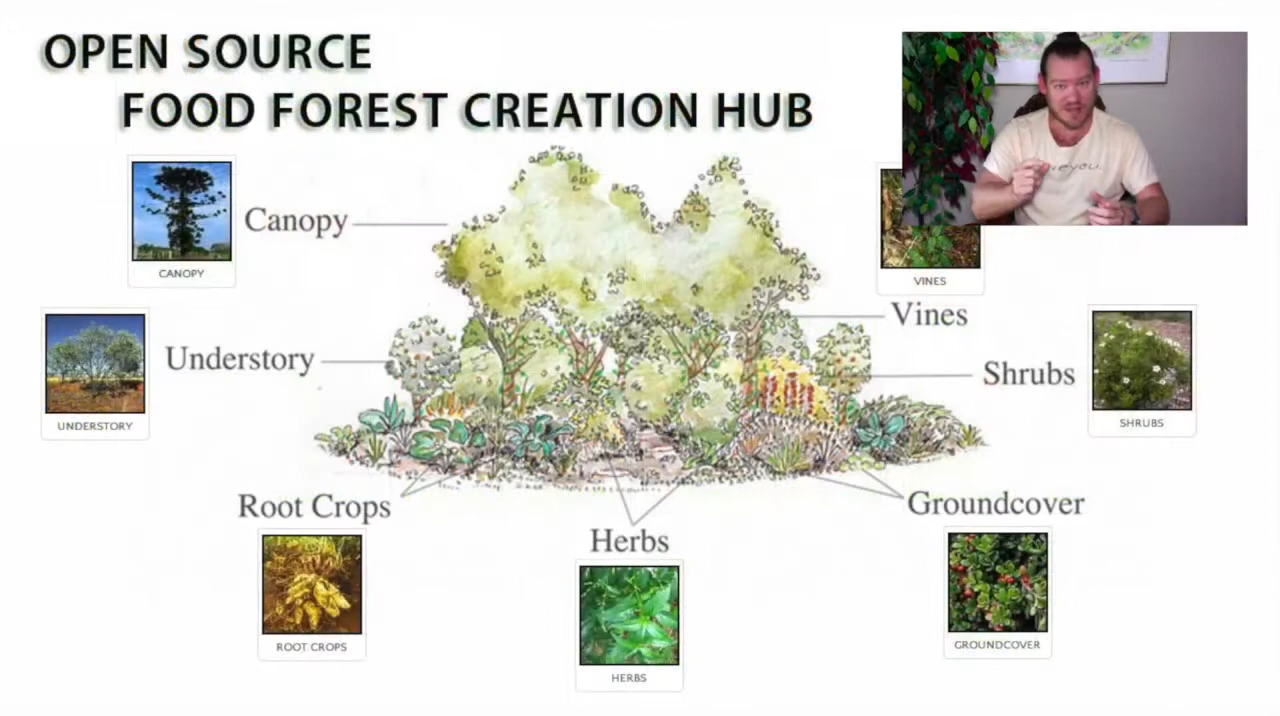 OPEN SOURCE
FOOD FOREST CREATION HUB
CANOPY
Canopy
UNDERSTORY
Understory
VINES
Vines
Shrubs
SHRUBS
Root Crops
ROOT CROPS
Herbs
HERBS
Groundcover
GROUNDCOVER